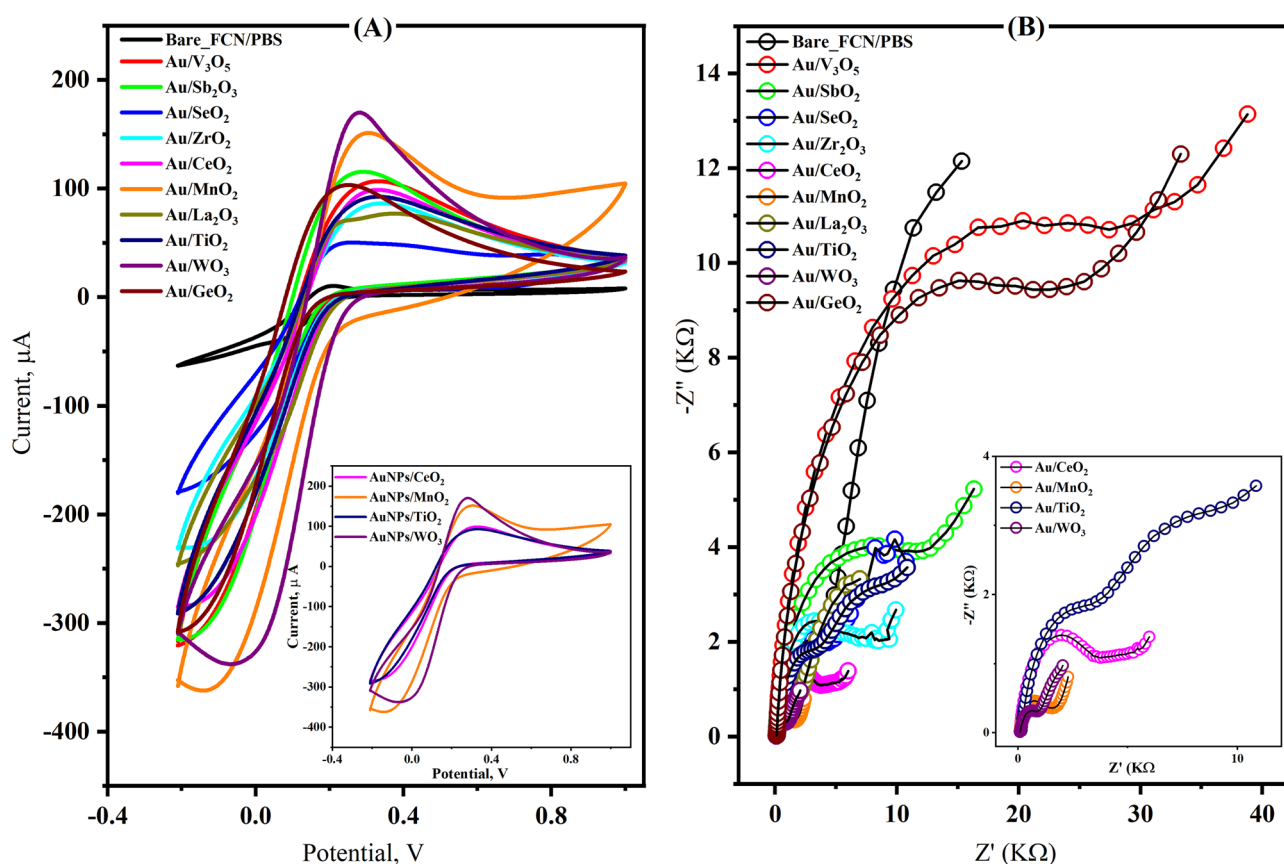 (A)
Bare_FCN/PBS
Au/V₃O₅
Au/Sb₂O₃
Au/SeO₂
Au/ZrO₂
Au/CeO₂
Au/MnO₂
Au/La₂O₃
Au/TiO₂
Au/WO₃
Au/GeO₂
200
100
0
-100
-200
-300
-400
Current, µA
-0.4
0.0
0.4
0.8
Potential, V
AuNPs/CeO₂
AuNPs/MnO₂
AuNPs/TiO₂
AuNPs/WO₃
400
300
200
100
0
-100
-200
-300
-400
Current, µ A
-0.4
0.0
0.4
0.8
Potential, V
(B)
Bare_FCN/PBS
Au/V₃O₅
Au/SbO₂
Au/SeO₂
Au/Zr₂O₃
Au/CeO₂
Au/MnO₂
Au/La₂O₃
Au/TiO₂
Au/WO₃
Au/GeO₂
14
12
10
8
6
4
2
0
-Z'' (KΩ)
0
10
20
30
40
Z' (KΩ)
Au/CeO₂
Au/MnO₂
Au/TiO₂
Au/WO₃
4
2
0
-Z'' (KΩ)
0
10
Z' (KΩ